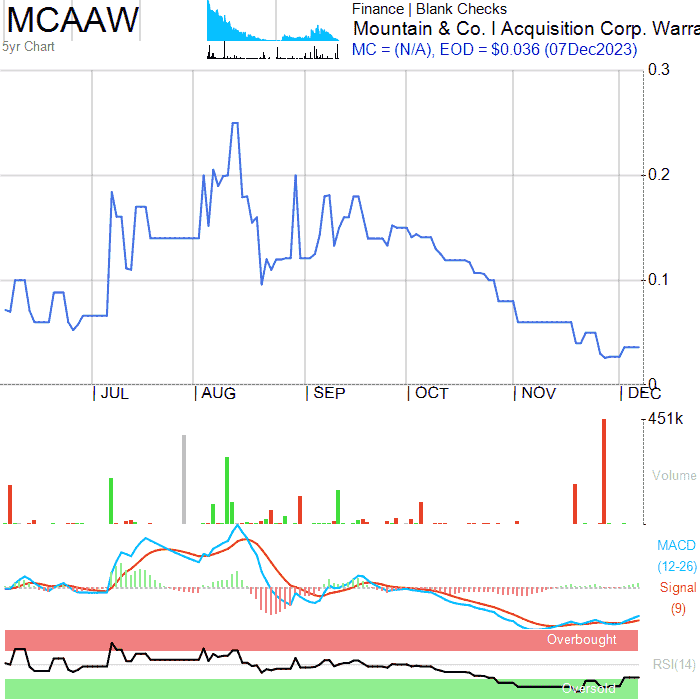 MCAAW
5yr Chart
Finance | Blank Checks
Mountain & Co. I Acquisition Corp. Warra
MC = (N/A), EOD = $0.036 (07Dec2023)
0.3
0.2
0.1
0
JUL AUG SEP OCT NOV DEC
451k
Volume
MACD
(12-26)
Signal
(9)
Overbought
RSI(14)
Oversold